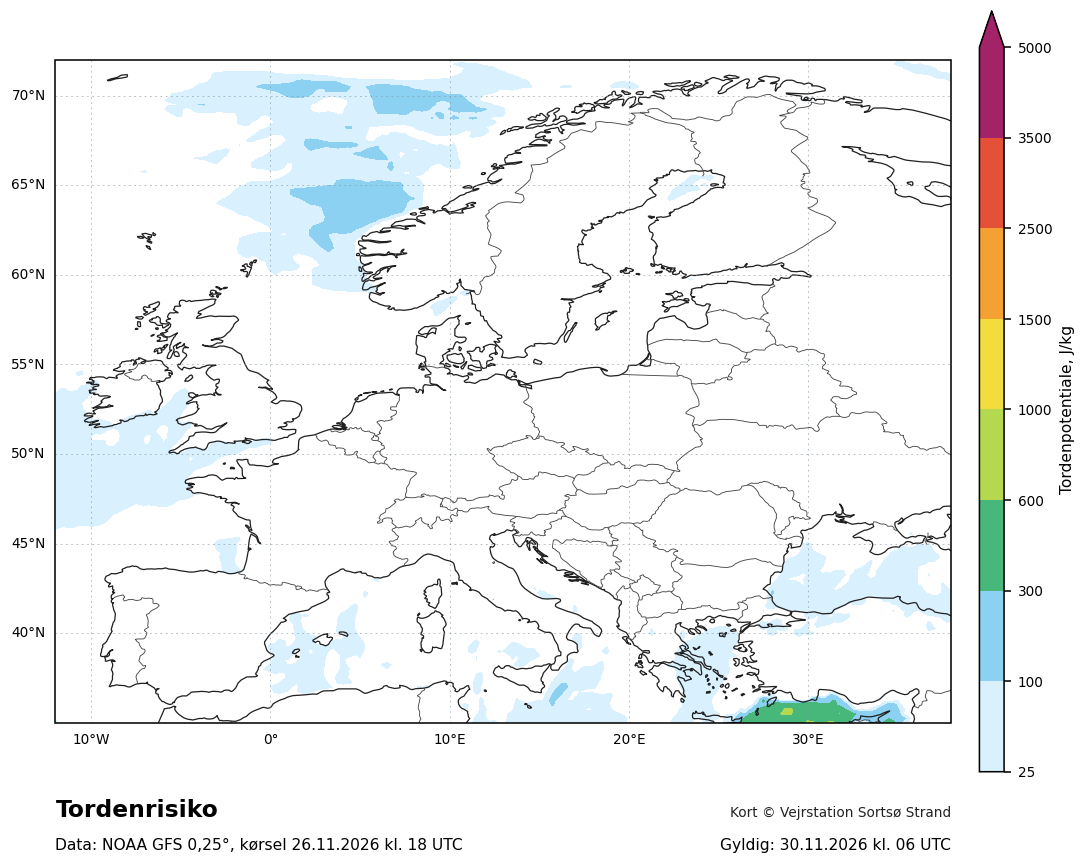 70°N
65°N
60°N
55°N
50°N
45°N
40°N
10°W
0°
10°E
20°E
30°E
5000
3500
2500
1500
1000
600
300
100
25
Tordenpotentiale, J/kg
Tordenrisiko
Kort © Vejrstation Sortsø Strand
Data: NOAA GFS 0,25°, kørsel 26.11.2026 kl. 18 UTC
Gyldig: 30.11.2026 kl. 06 UTC